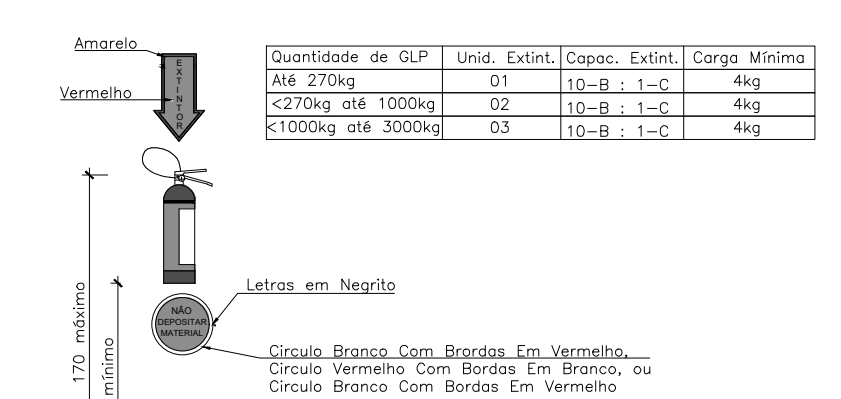 Amarelo
Vermelho
EXTINTOR
Quantidade de GLP Unid. Extint. Capac. Extint. Carga Mínima
Até 270kg 01 10-B : 1-C 4kg
<270kg até 1000kg 02 10-B : 1-C 4kg
<1000kg até 3000kg 03 10-B : 1-C 4kg
170 máximo
mínimo
NÃO
DEPOSITAR
MATERIAL
Letras em Negrito
Circulo Branco Com Brordas Em Vermelho,
Circulo Vermelho Com Bordas Em Branco, ou
Circulo Branco Com Bordas Em Vermelho